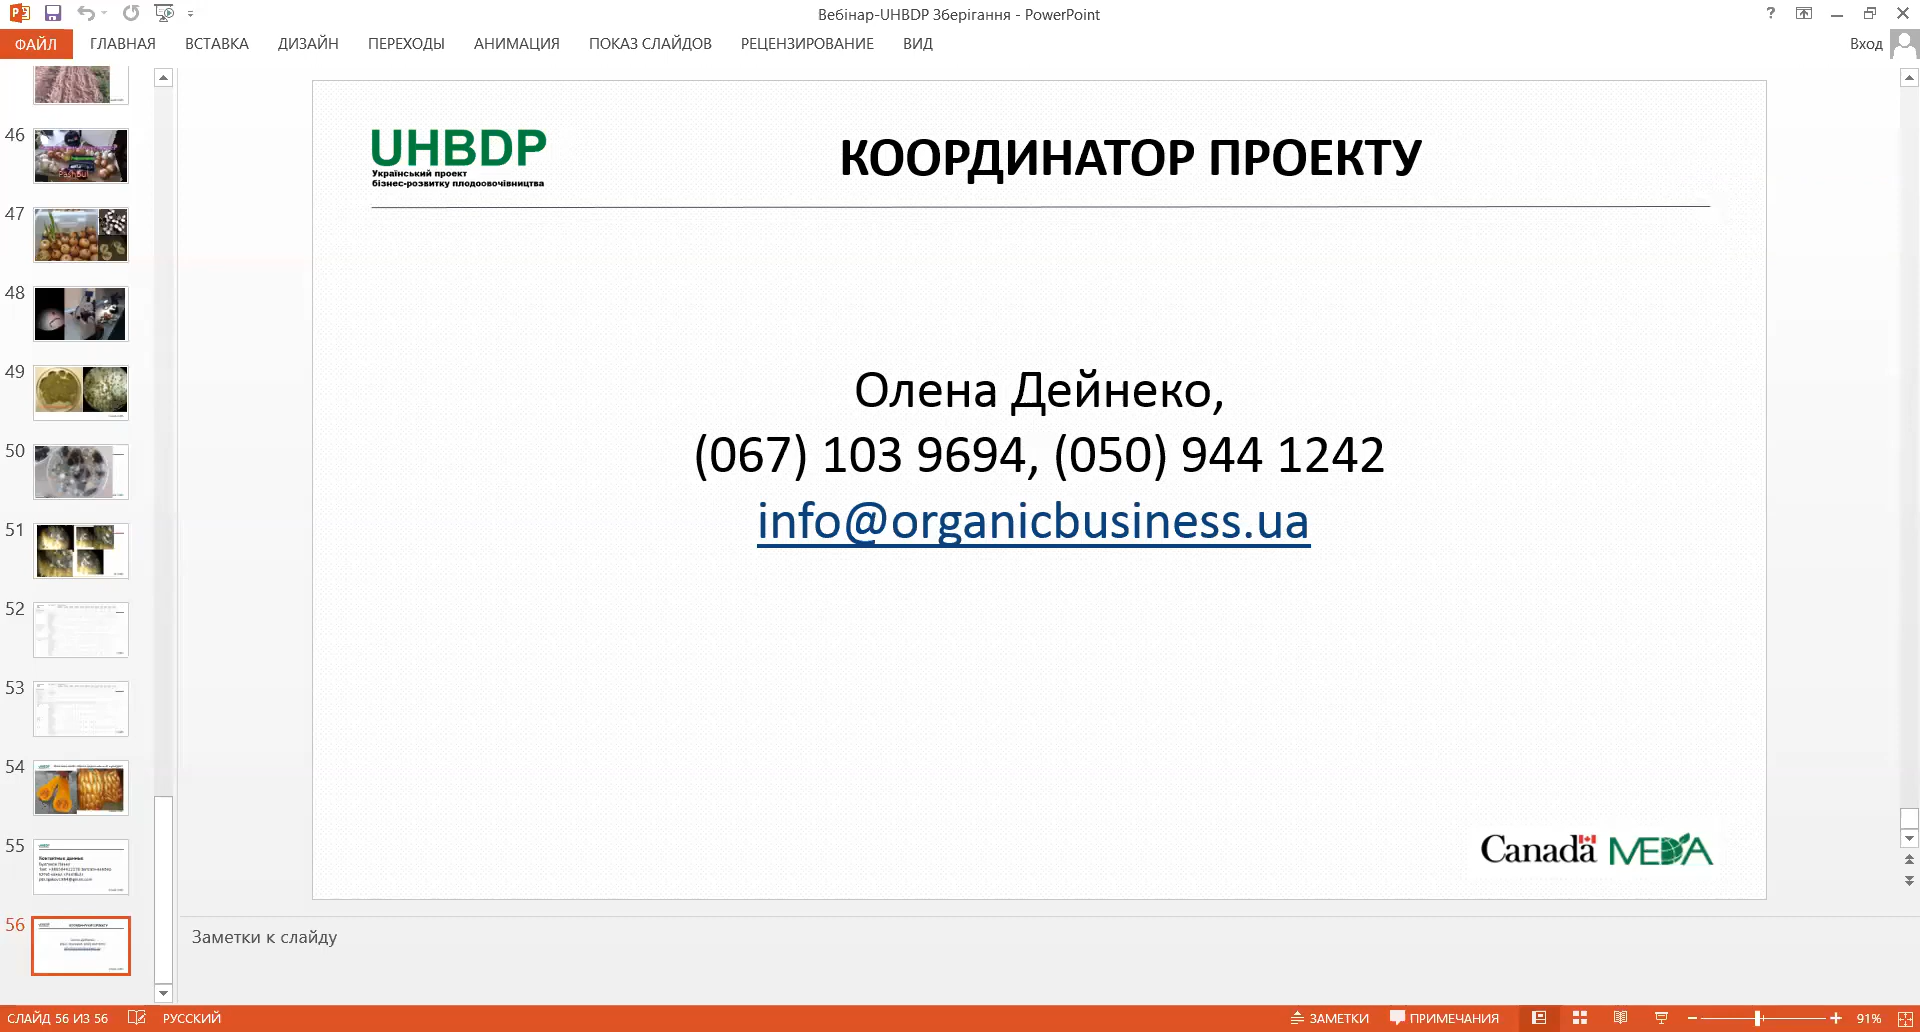 Вебінар-UHBDP Зберігання - PowerPoint
?
ФАЙЛ ГЛАВНАЯ ВСТАВКА ДИЗАЙН ПЕРЕХОДЫ АНИМАЦИЯ ПОКАЗ СЛАЙДОВ РЕЦЕНЗИРОВАНИЕ ВИД Вход
46
47
48
49
50
51
52
53
54
55
Контактные данные
56
UHBDP
Український проект
бізнес-розвитку плодоовочівництва
КООРДИНАТОР ПРОЕКТУ
Олена Дейнеко,
(067) 103 9694, (050) 944 1242
info@organicbusiness.ua
Canada MEDA
Заметки к слайду
СЛАЙД 56 ИЗ 56 РУССКИЙ ЗАМЕТКИ ПРИМЕЧАНИЯ 91%